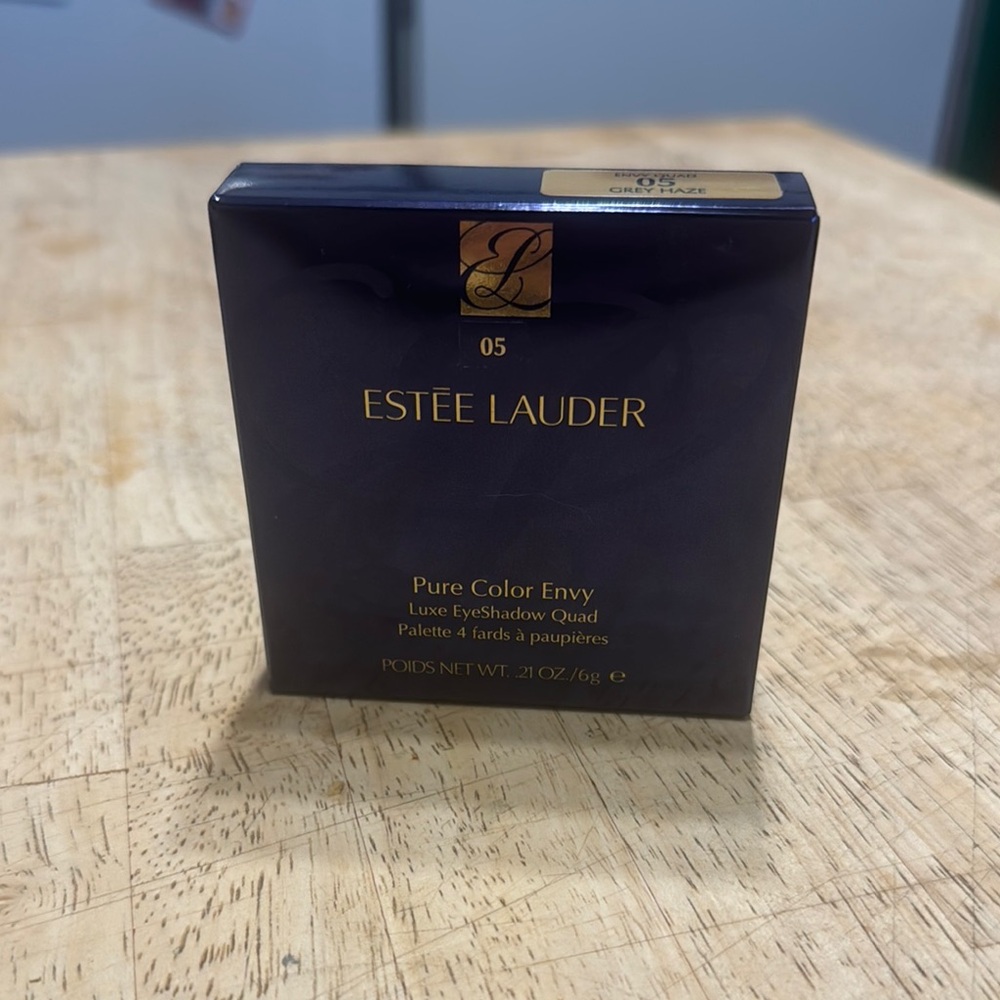 ENVY QUAD
05
GREY HAZE
EL
05
ESTĒE LAUDER
Pure Color Envy
Luxe EyeShadow Quad
Palette 4 fards à paupières
POIDS NET WT. .21 OZ./6g ℮